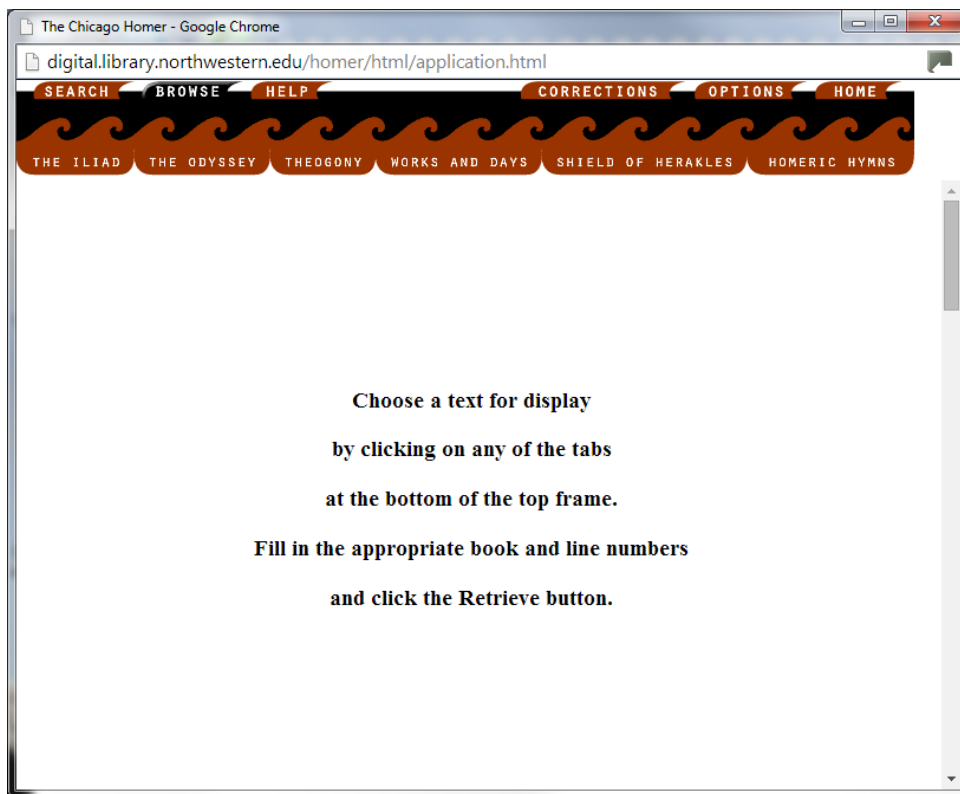 The Chicago Homer - Google Chrome
digital.library.northwestern.edu/homer/html/application.html
SEARCH BROWSE HELP CORRECTIONS OPTIONS HOME
THE ILIAD THE ODYSSEY THEOGONY WORKS AND DAYS SHIELD OF HERAKLES HOMERIC HYMNS
Choose a text for display
by clicking on any of the tabs
at the bottom of the top frame.
Fill in the appropriate book and line numbers
and click the Retrieve button.